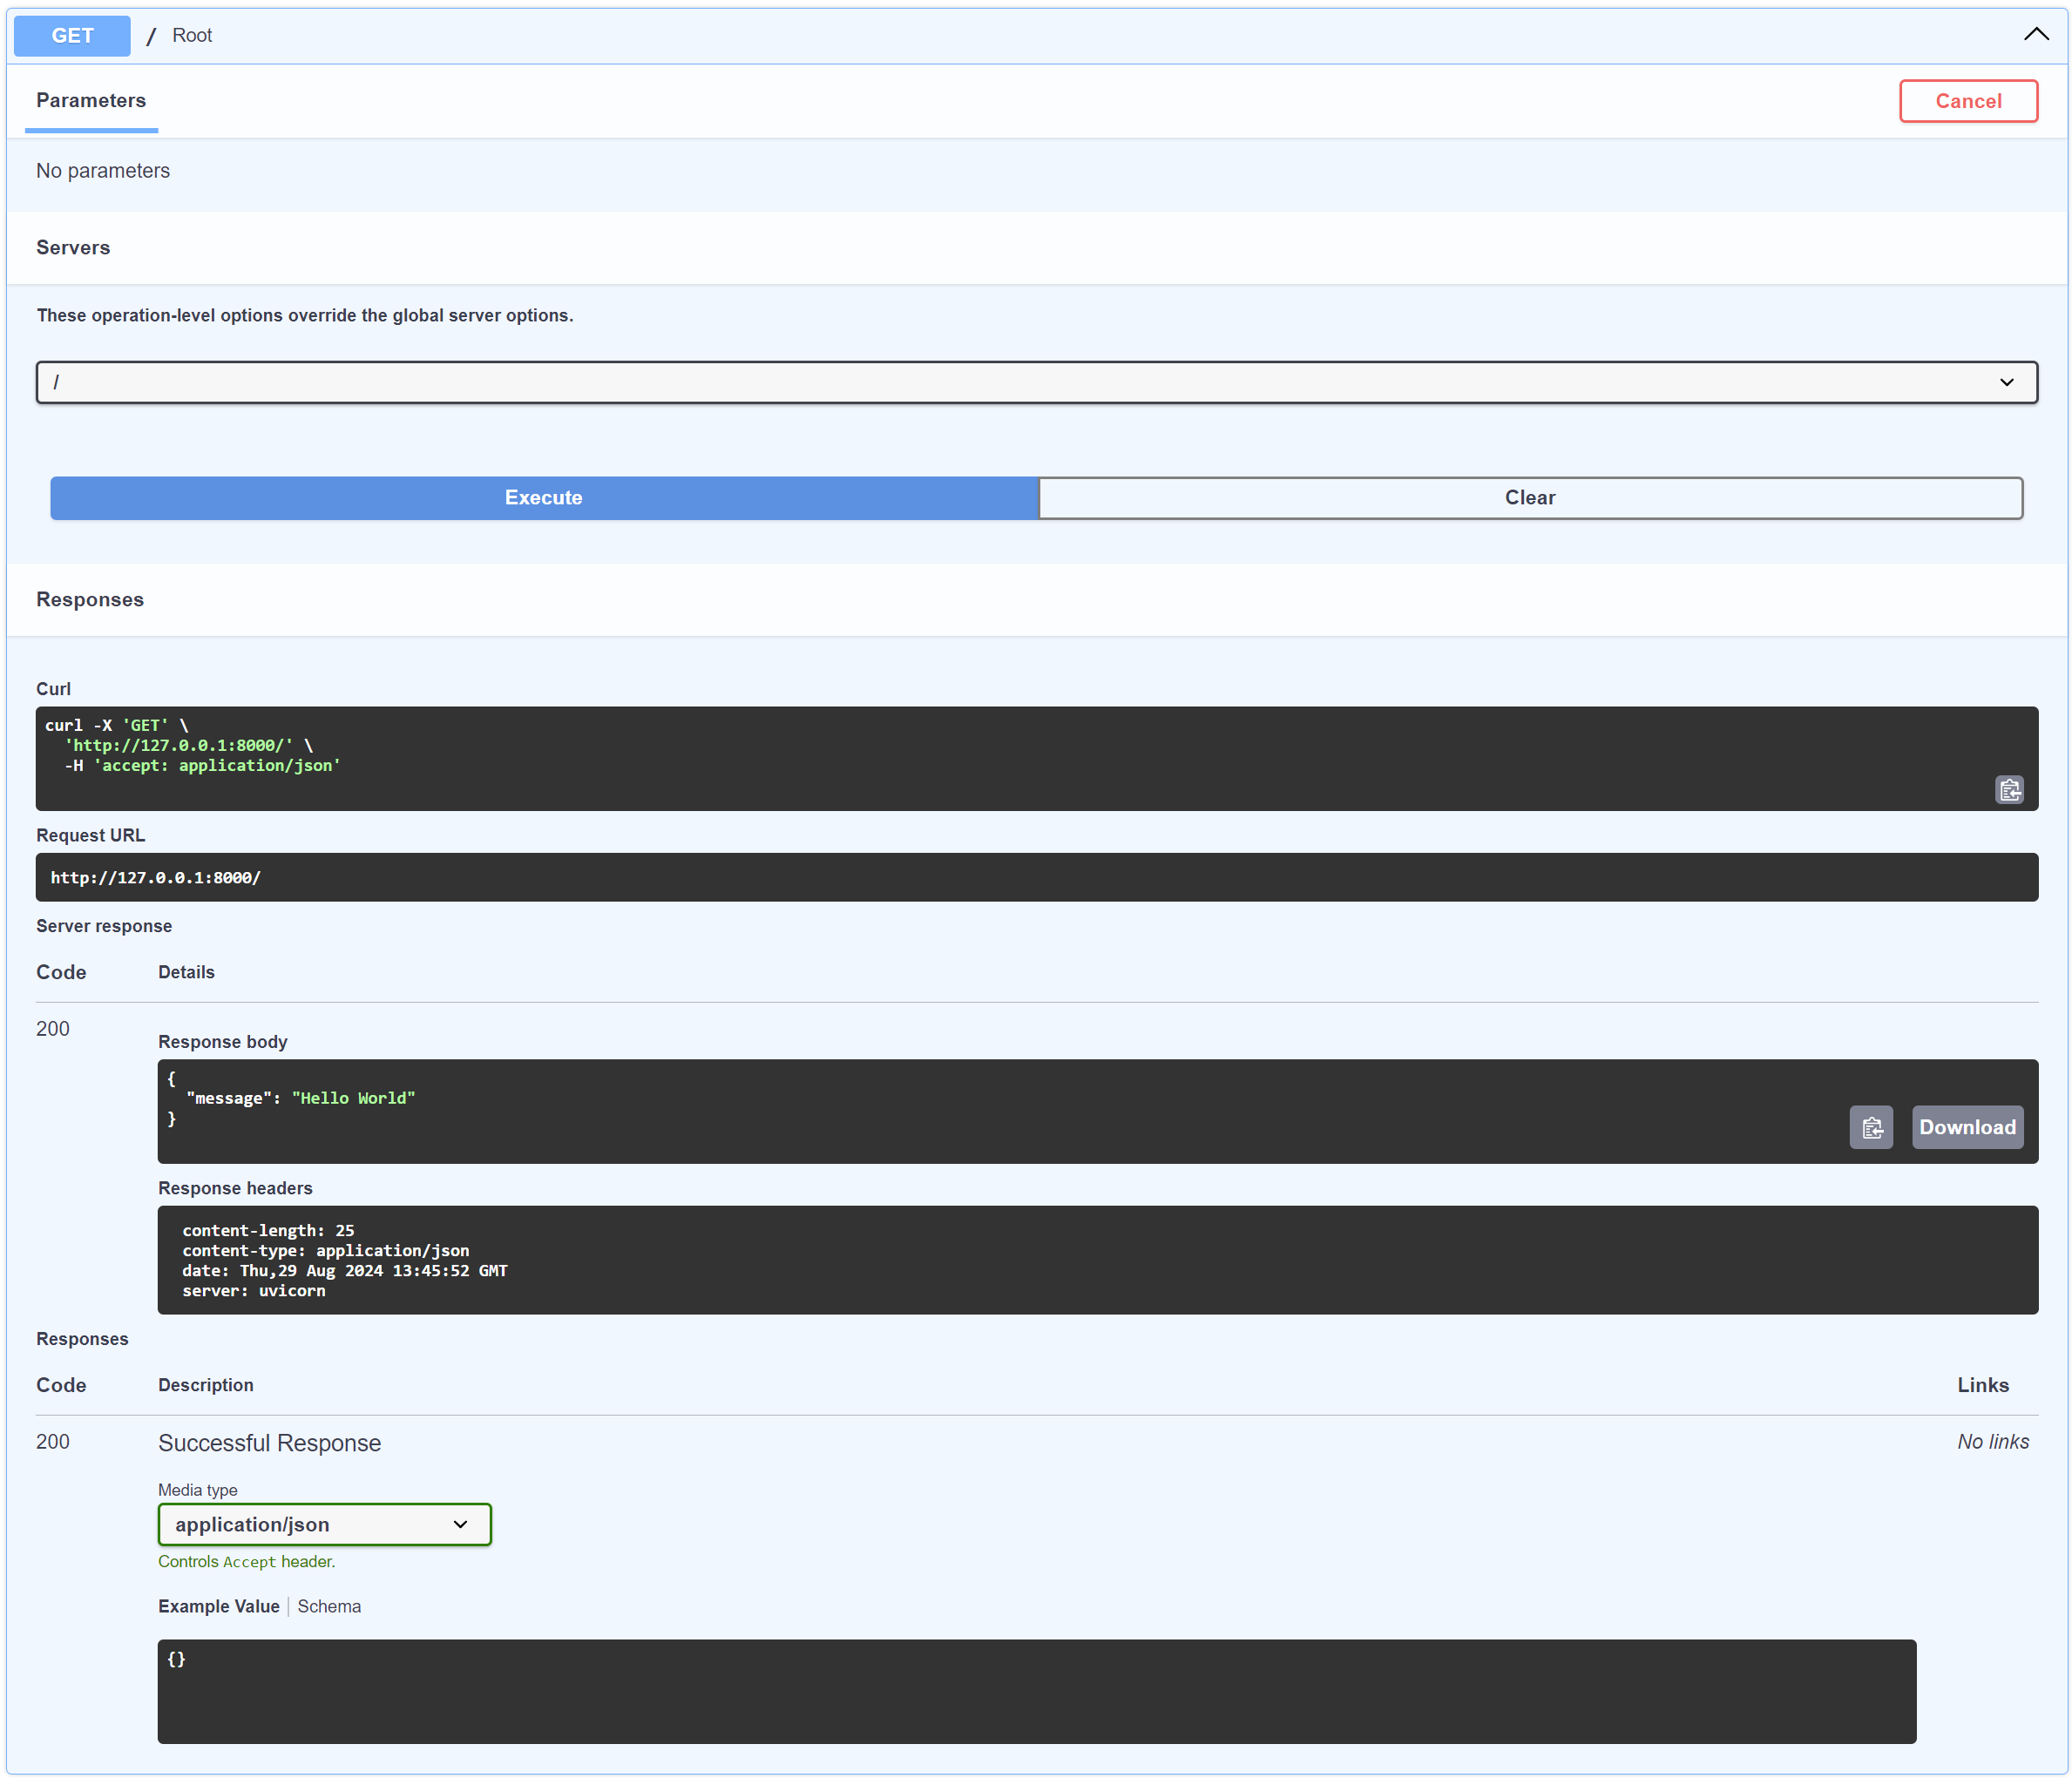 GET / Root
Parameters
Cancel
No parameters
Servers
These operation-level options override the global server options.
/
Execute
Clear
Responses
Curl
curl -X 'GET' \
  'http://127.0.0.1:8000/' \
  -H 'accept: application/json'
Request URL
http://127.0.0.1:8000/
Server response
Code Details
200
Response body
{
  "message": "Hello World"
}
Download
Response headers
content-length: 25
content-type: application/json
date: Thu,29 Aug 2024 13:45:52 GMT
server: uvicorn
Responses
Code Description Links
200 Successful Response No links
Media type
application/json
Controls Accept header.
Example Value | Schema
{}